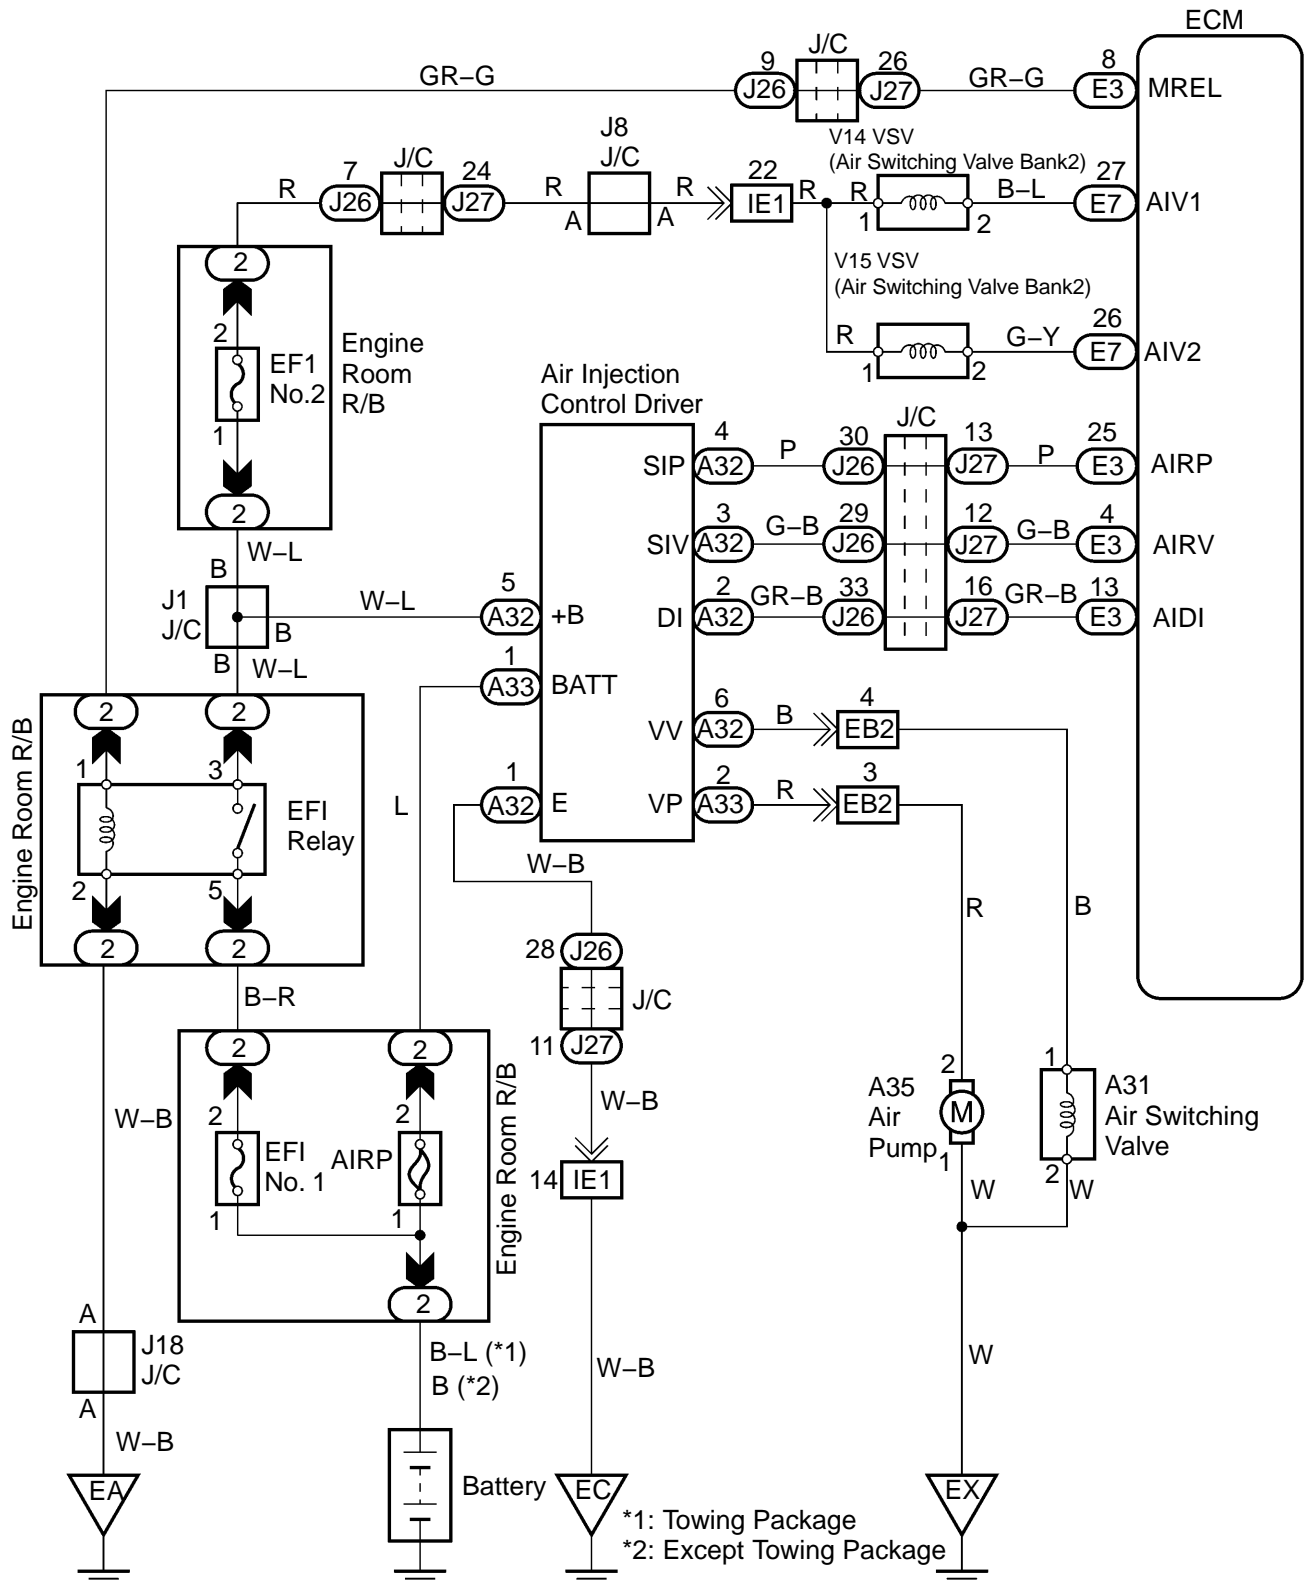 ECM
J/C
9
26
8
GR−G
J26
J27
GR−G
E3
MREL
J8
J/C
V14 VSV
(Air Switching Valve Bank2)
7
J/C
24
22
27
R
J26
J27
R
R
IE1
R
R
B−L
E7
AIV1
A
A
1
2
2
V15 VSV
(Air Switching Valve Bank2)
2
EF1
No.2
Engine
Room
R/B
R
G−Y
26
E7
AIV2
1
2
1
Air Injection
Control Driver
J/C
4
30
13
25
SIP
A32
P
J26
J27
P
E3
AIRP
2
3
29
12
4
W−L
SIV
A32
G−B
J26
J27
G−B
E3
AIRV
B
J1
J/C
W−L
5
2
33
16
13
A32
+B
DI
A32
GR−B
J26
J27
GR−B
E3
AIDI
B
B
W−L
1
A33
BATT
6
4
VV
A32
B
EB2
2
2
Engine Room R/B
1
3
1
2
3
EFI
Relay
L
A32
E
VP
A33
R
EB2
2
5
W−B
R
B
2
2
28
J26
J/C
B−R
11
J27
2
2
W−B
W−B
2
2
EFI
No. 1
AIRP
Engine Room R/B
1
1
14
IE1
A35
Air
Pump
2
M
1
1
A31
Air Switching
Valve
2
W
W
2
A
J18
J/C
A
B−L (*1)
B (*2)
W−B
W
W−B
EA
Battery
EC
EX
*1: Towing Package
*2: Except Towing Package